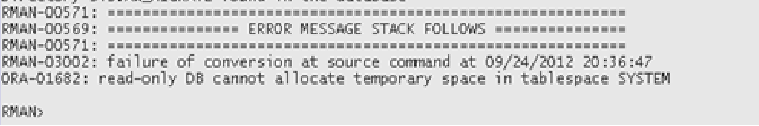 RMAN-00571: ===========================================================
RMAN-00569: =============== ERROR MESSAGE STACK FOLLOWS ===============
RMAN-00571: ===========================================================
RMAN-03002: failure of conversion at source command at 09/24/2012 20:36:47
ORA-01682: read-only DB cannot allocate temporary space in tablespace SYSTEM
RMAN>